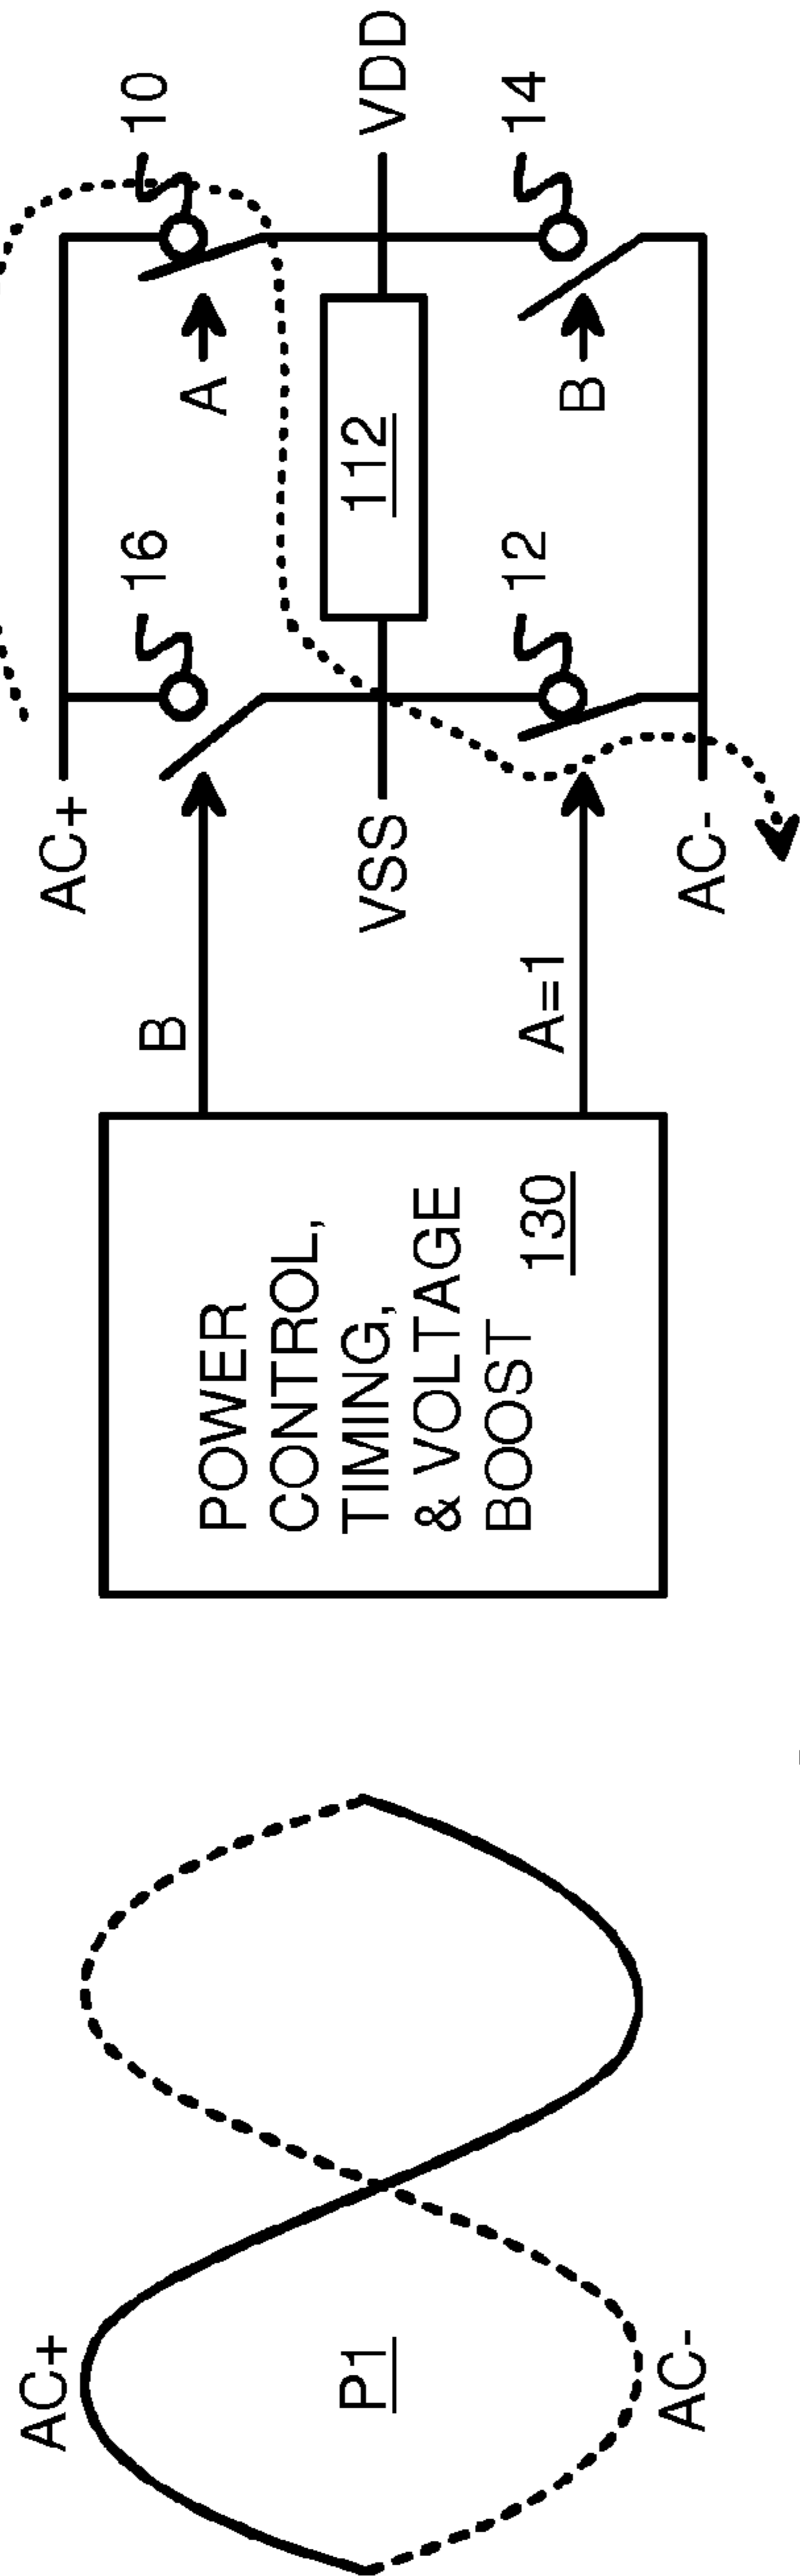 AC+
P1
AC-
POWER
CONTROL,
TIMING,
& VOLTAGE
BOOST
130
B
A=1
AC+
16
10
A
VSS
112
VDD
12
14
B
AC-